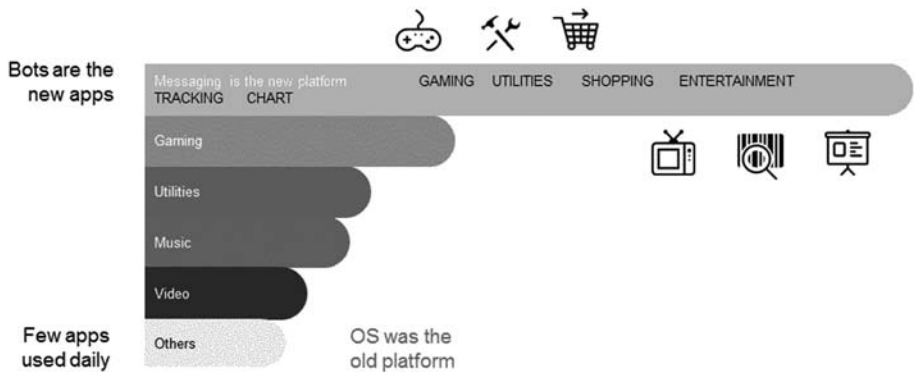 Bots are the
new apps
Messaging is the new platform GAMING UTILITIES SHOPPING ENTERTAINMENT
TRACKING CHART
Gaming
Utilities
Music
Video
Others
Few apps
used daily
OS was the
old platform